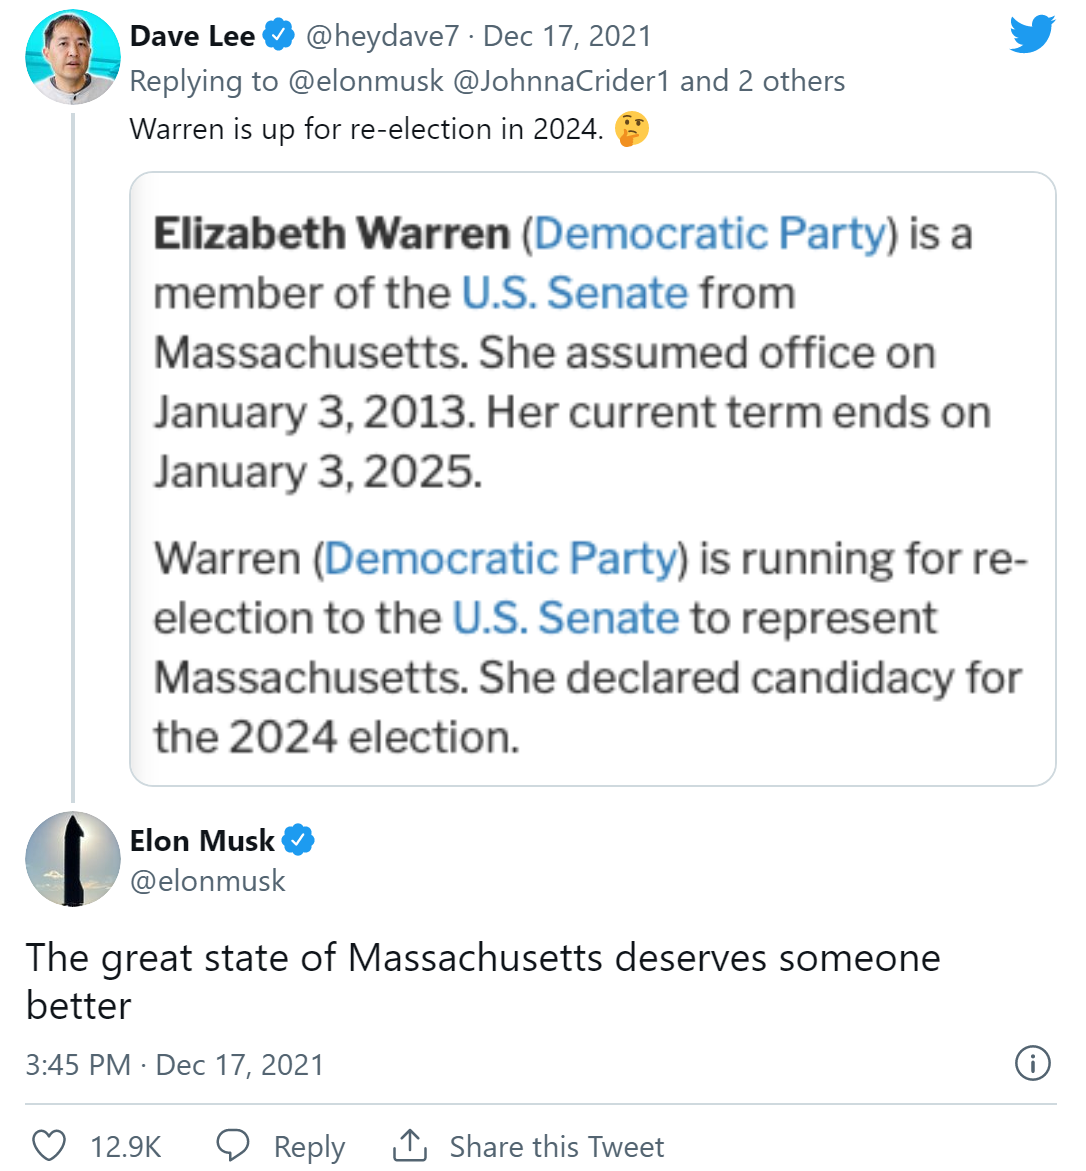 Dave Lee @heydave7 · Dec 17, 2021
Replying to @elonmusk @JohnnaCrider1 and 2 others
Warren is up for re-election in 2024. 🤔
Elizabeth Warren (Democratic Party) is a
member of the U.S. Senate from
Massachusetts. She assumed office on
January 3, 2013. Her current term ends on
January 3, 2025.
Warren (Democratic Party) is running for re-
election to the U.S. Senate to represent
Massachusetts. She declared candidacy for
the 2024 election.
Elon Musk
@elonmusk
The great state of Massachusetts deserves someone
better
3:45 PM · Dec 17, 2021
12.9K Reply Share this Tweet